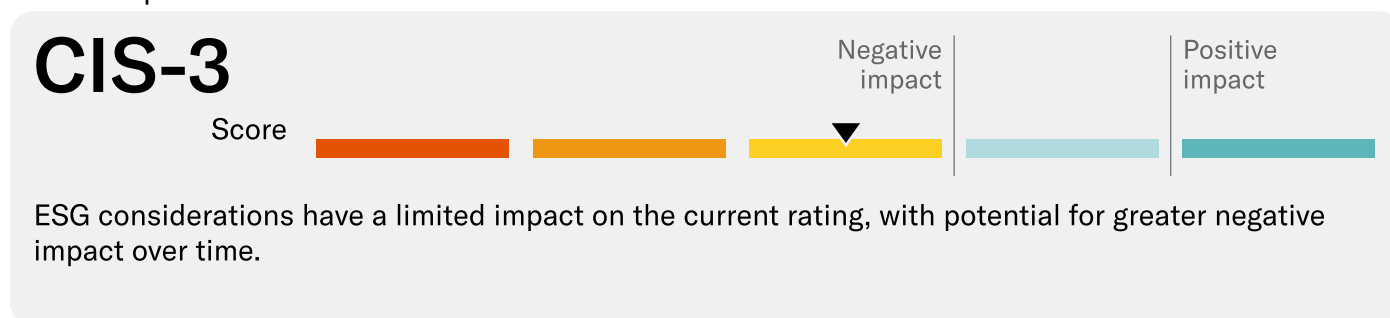 CIS-3
Negative
impact
Positive
impact
Score
ESG considerations have a limited impact on the current rating, with potential for greater negative
impact over time.